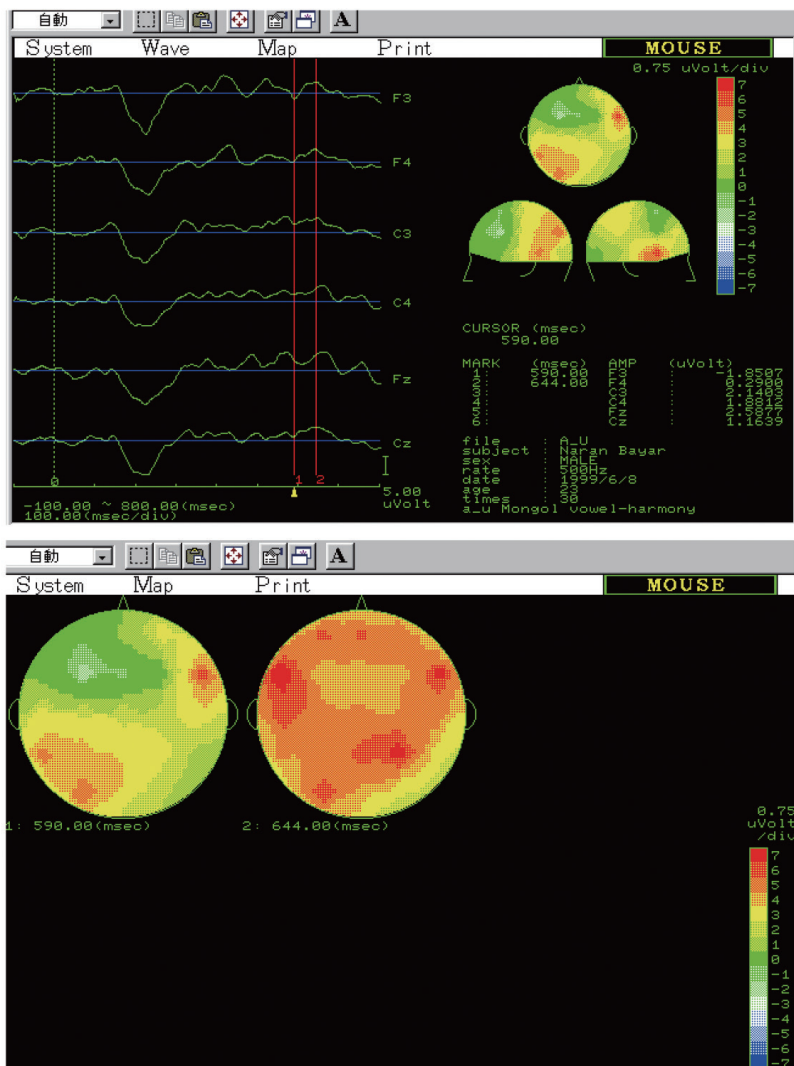 自動
A
System Wave Map Print MOUSE
0.75 uVolt/div
7
6
5
4
3
2
1
0
-1
-2
-3
-4
-5
-6
-7
F3
F4
C3
C4
Fz
Cz
0 1 2
5.00
uVolt
-100.00 ~ 800.00(msec)
100.00(msec/div)
CURSOR (msec)
590.00
MARK (msec) AMP (uVolt)
1: 590.00 F3 : -1.8507
2: 644.00 F4 : 0.2900
3: C3 : 2.1403
4: C4 : 1.8812
5: Fz : 2.5877
6: Cz : 1.1639
file : A_U
subject : Naran Bayar
sex : MALE
rate : 500Hz
date : 1999/6/8
age : 23
times : 30
a_u Mongol vowel-harmony
自動
A
System Map Print MOUSE
1: 590.00(msec) 2: 644.00(msec)
0.75
uVolt
/div
7
6
5
4
3
2
1
0
-1
-2
-3
-4
-5
-6
-7